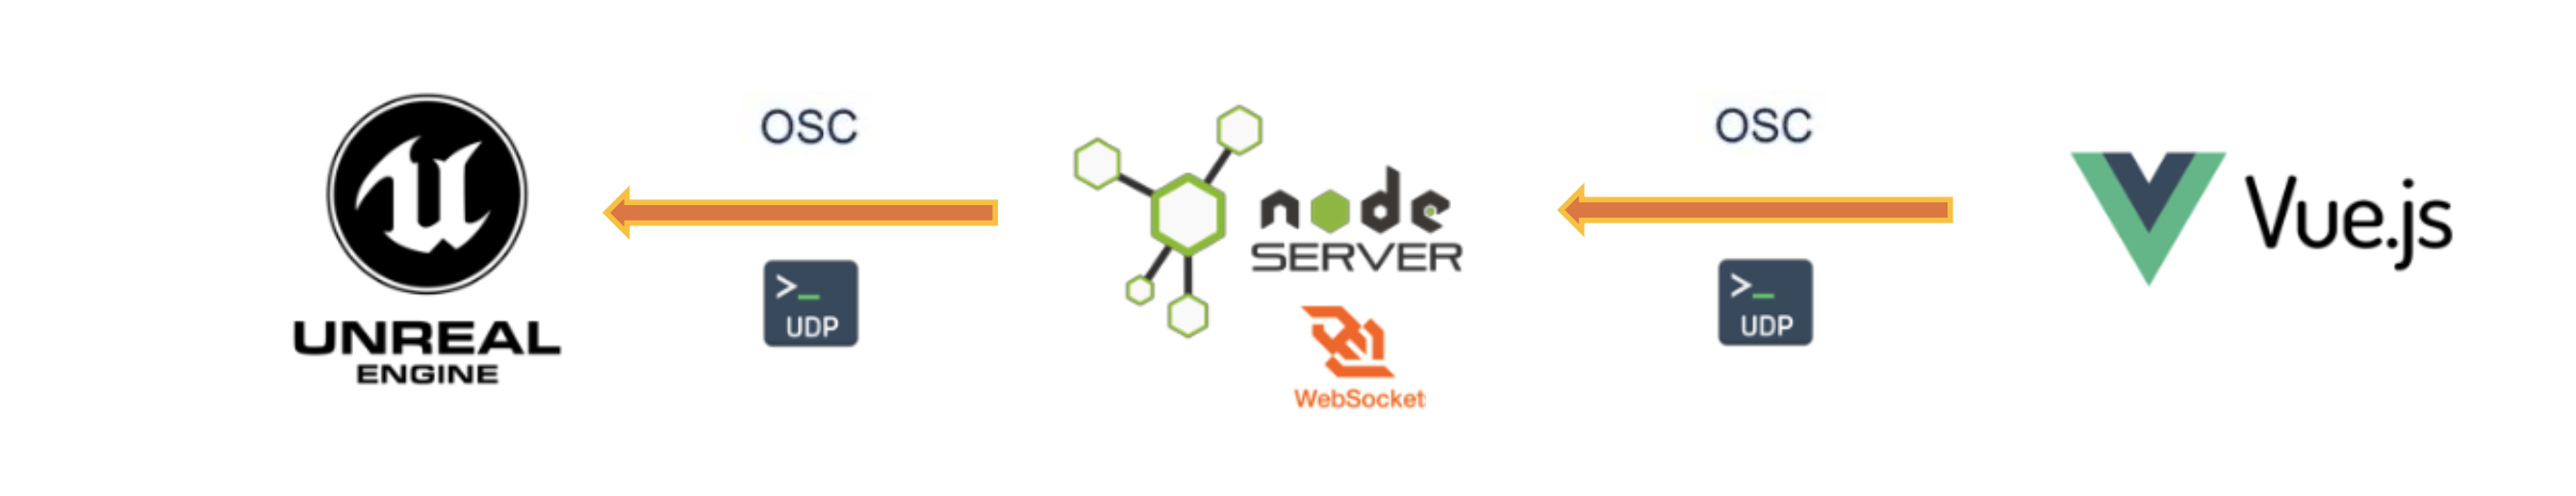 UNREAL
ENGINE
OSC
>_
UDP
node
SERVER
WebSocket
OSC
>_
UDP
Vue.js